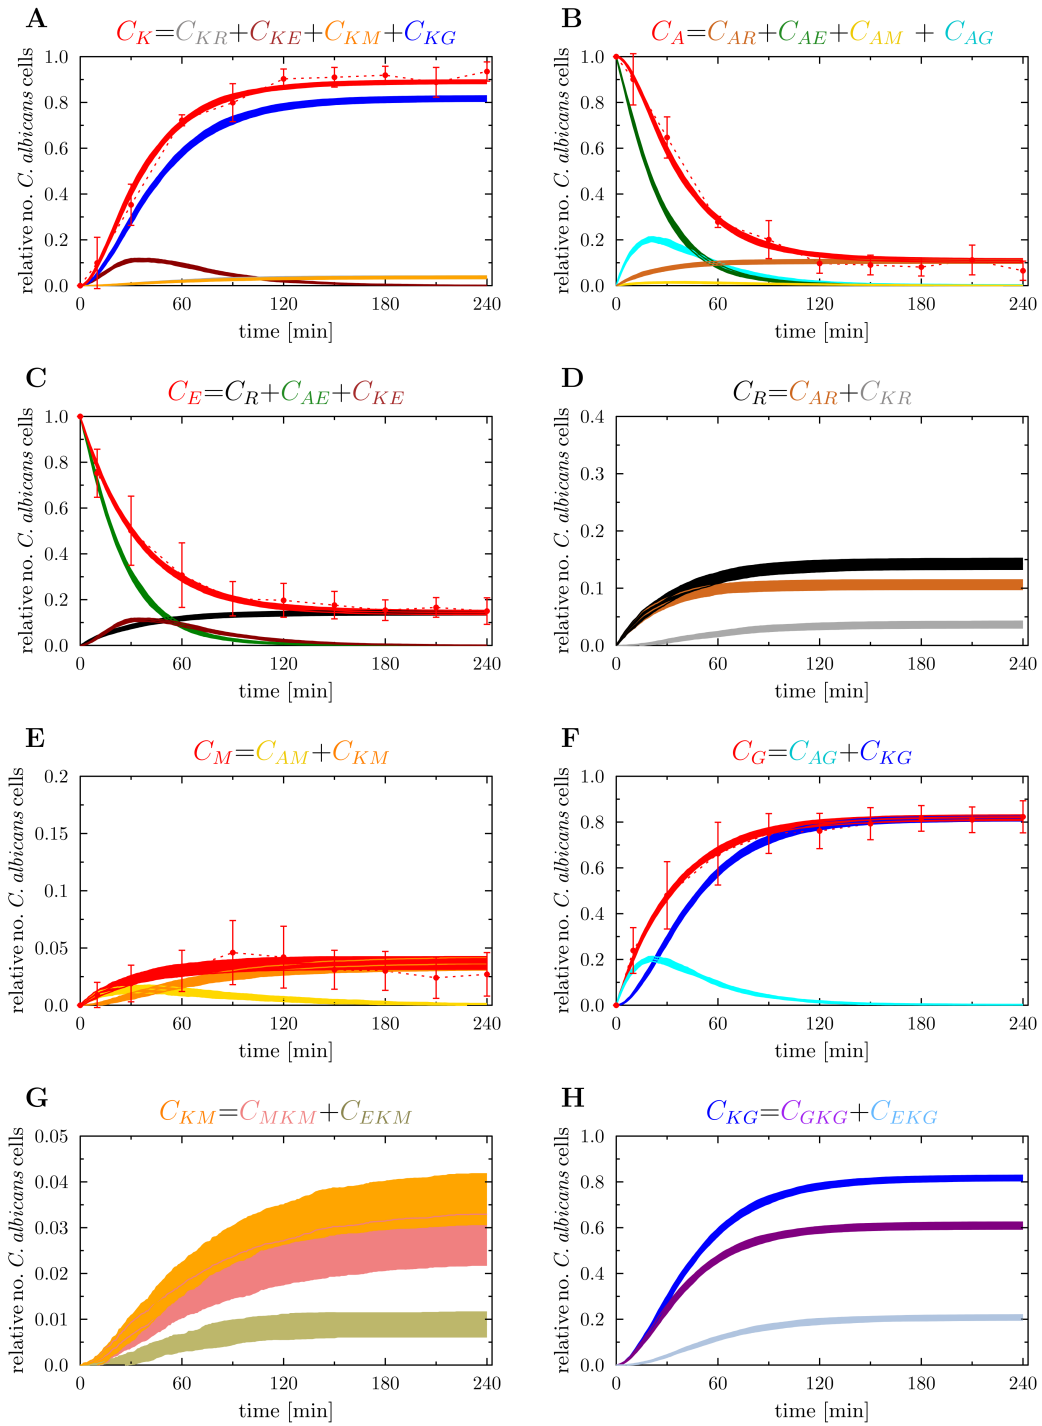 A
C_K=C_KR+C_KE+C_KM+C_KG
relative no. C. albicans cells
1.0
0.8
0.6
0.4
0.2
0.0
0 60 120 180 240
time [min]
B
C_A=C_AR+C_AE+C_AM + C_AG
relative no. C. albicans cells
1.0
0.8
0.6
0.4
0.2
0.0
0 60 120 180 240
time [min]
C
C_E=C_R+C_AE+C_KE
relative no. C. albicans cells
1.0
0.8
0.6
0.4
0.2
0.0
0 60 120 180 240
time [min]
D
C_R=C_AR+C_KR
relative no. C. albicans cells
0.4
0.3
0.2
0.1
0.0
0 60 120 180 240
time [min]
E
C_M=C_AM+C_KM
relative no. C. albicans cells
0.2
0.15
0.1
0.05
0.0
0 60 120 180 240
time [min]
F
C_G=C_AG+C_KG
relative no. C. albicans cells
1.0
0.8
0.6
0.4
0.2
0.0
0 60 120 180 240
time [min]
G
C_KM=C_MKM+C_EKM
relative no. C. albicans cells
0.05
0.04
0.03
0.02
0.01
0.0
0 60 120 180 240
time [min]
H
C_KG=C_GKG+C_EKG
relative no. C. albicans cells
1.0
0.8
0.6
0.4
0.2
0.0
0 60 120 180 240
time [min]